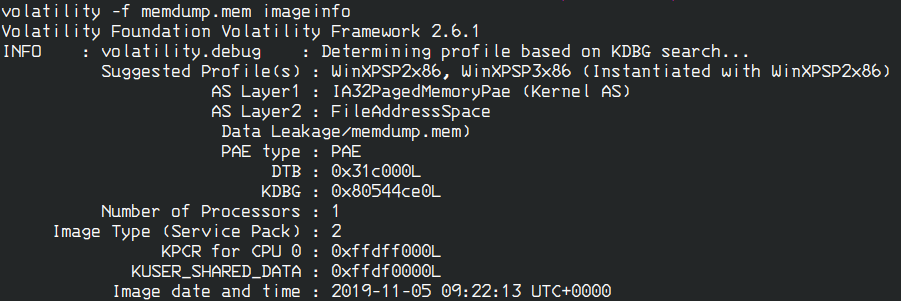 volatility -f memdump.mem imageinfo
Volatility Foundation Volatility Framework 2.6.1
INFO    : volatility.debug    : Determining profile based on KDBG search...
Suggested Profile(s) : WinXPSP2x86, WinXPSP3x86 (Instantiated with WinXPSP2x86)
AS Layer1 : IA32PagedMemoryPae (Kernel AS)
AS Layer2 : FileAddressSpace
Data Leakage/memdump.mem)
PAE type : PAE
DTB : 0x31c000L
KDBG : 0x80544ce0L
Number of Processors : 1
Image Type (Service Pack) : 2
KPCR for CPU 0 : 0xffdff000L
KUSER_SHARED_DATA : 0xffdf0000L
Image date and time : 2019-11-05 09:22:13 UTC+0000